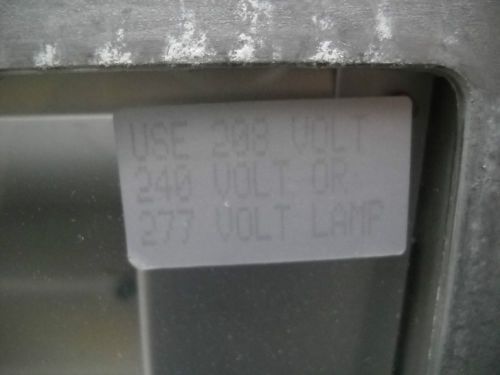 USE 208 VOLT
240 VOLT OR
277 VOLT LAMP